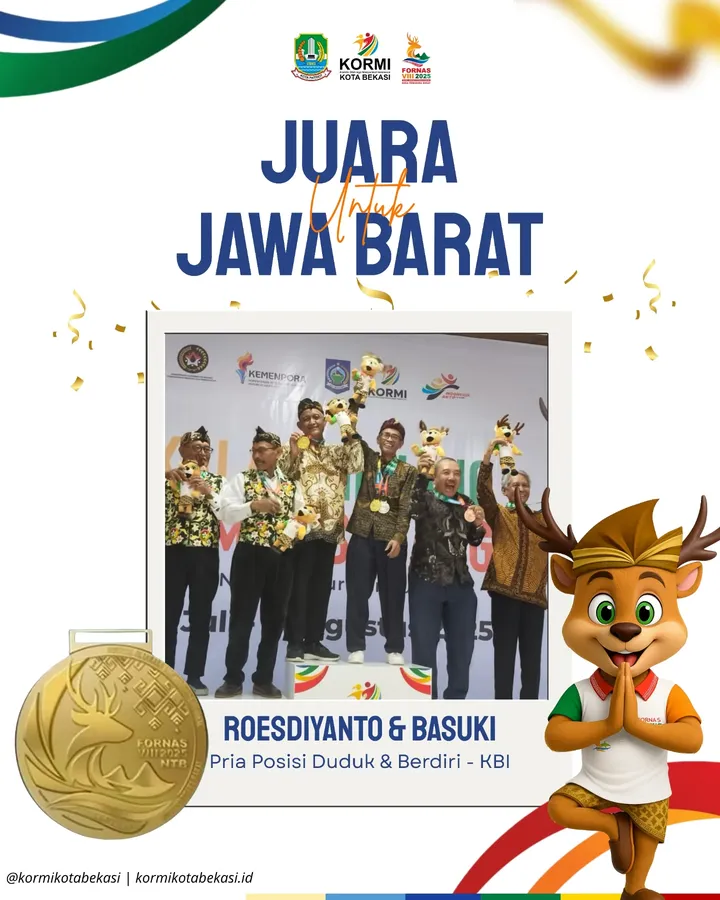 KORMI
KOTA BEKASI
FORNAS
VIII 2025
JUARA
Untuk
JAWA BARAT
KEMENPORA
KORMI
ROESDIYANTO & BASUKI
Pria Posisi Duduk & Berdiri - KBI
FORNAS
VIII 2025
NTB
@kormikotabekasi | kormikotabekasi.id